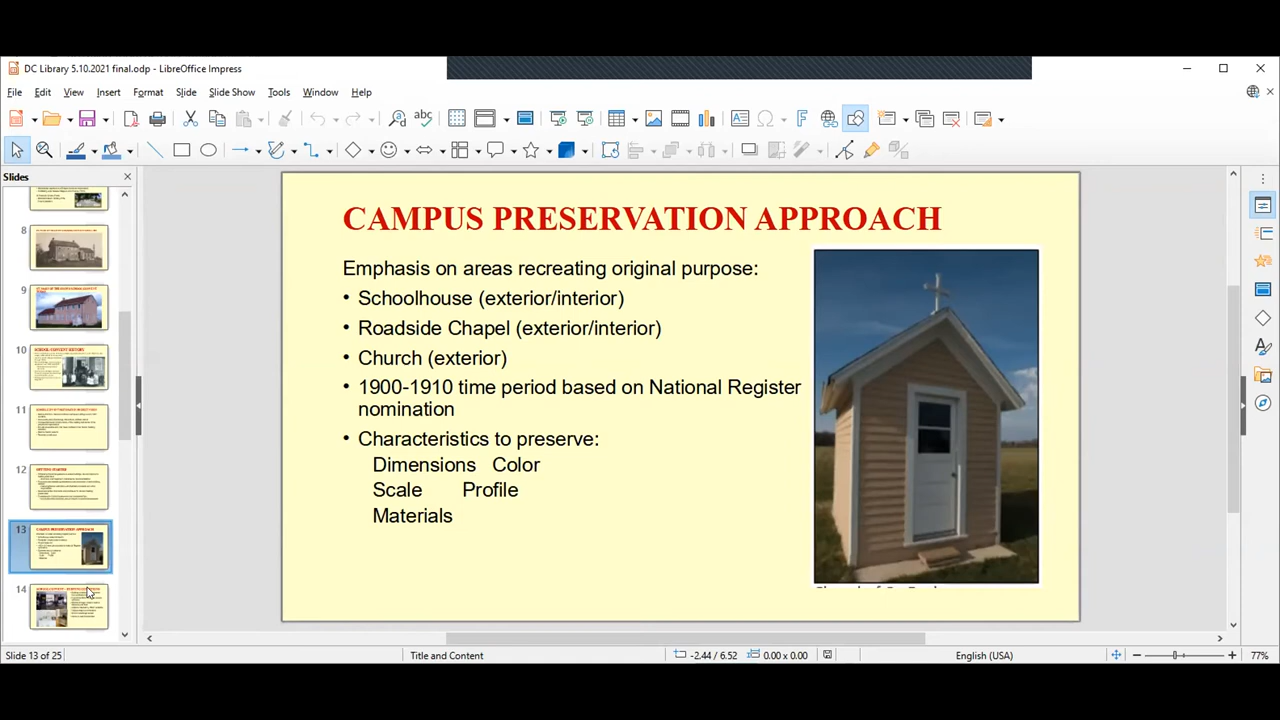 DC Library 5.10.2021 final.odp - LibreOffice Impress
File Edit View Insert Format Slide Slide Show Tools Window Help
abc
Slides
8
9
10
11
12
13
14
CAMPUS PRESERVATION APPROACH
Emphasis on areas recreating original purpose:
• Schoolhouse (exterior/interior)
• Roadside Chapel (exterior/interior)
• Church (exterior)
• 1900-1910 time period based on National Register
nomination
• Characteristics to preserve:
Dimensions Color
Scale Profile
Materials
Slide 13 of 25
Title and Content
-2.44 / 6.52 0.00 x 0.00
English (USA)
77%